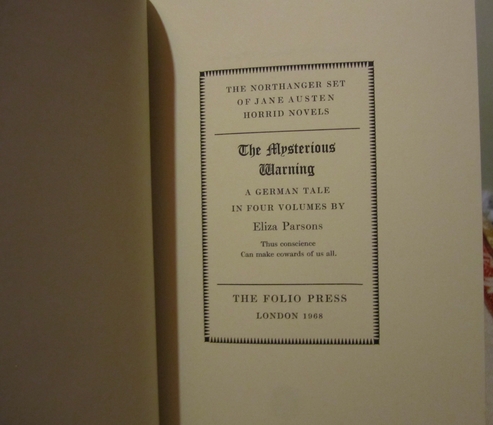 THE NORTHANGER SET
OF JANE AUSTEN
HORRID NOVELS
The Mysterious
Warning
A GERMAN TALE
IN FOUR VOLUMES BY
Eliza Parsons
Thus conscience
Can make cowards of us all.
THE FOLIO PRESS
LONDON 1968